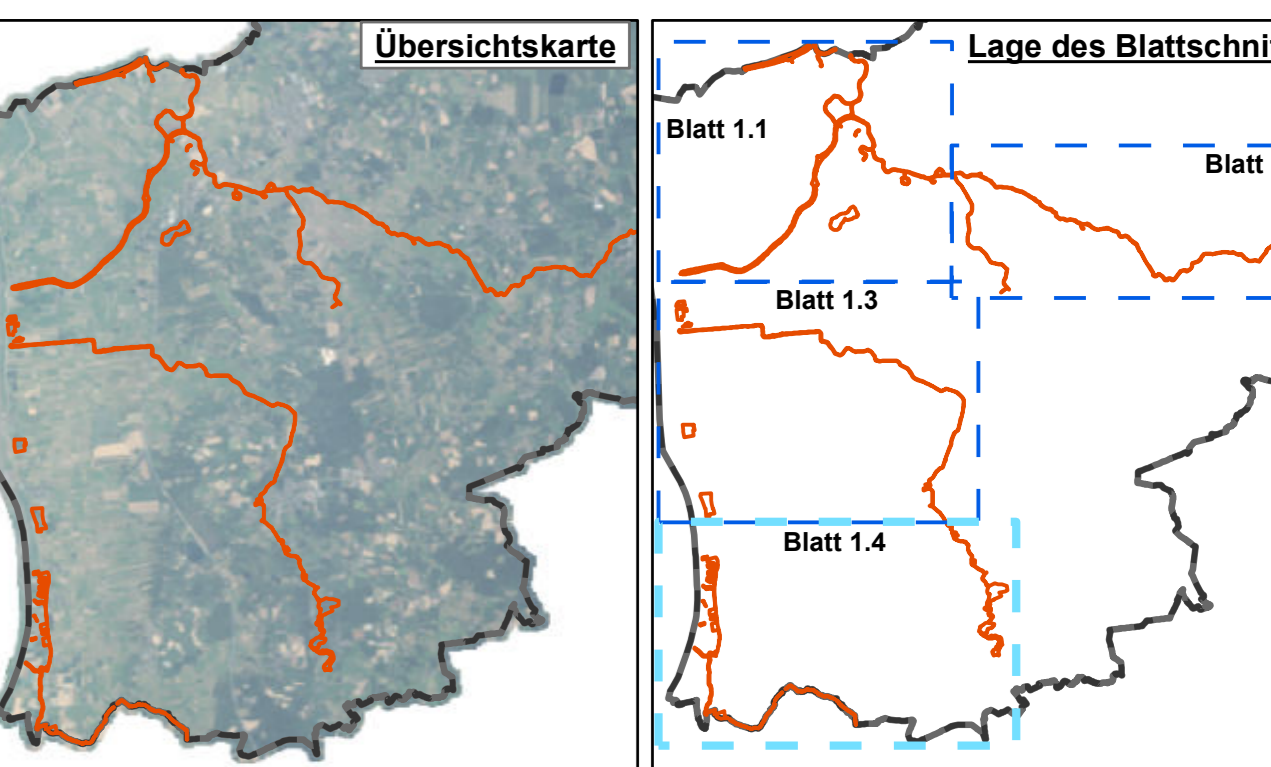 Übersichtskarte
Lage des Blattschni
Blatt 1.1
Blatt
Blatt 1.3
Blatt 1.4